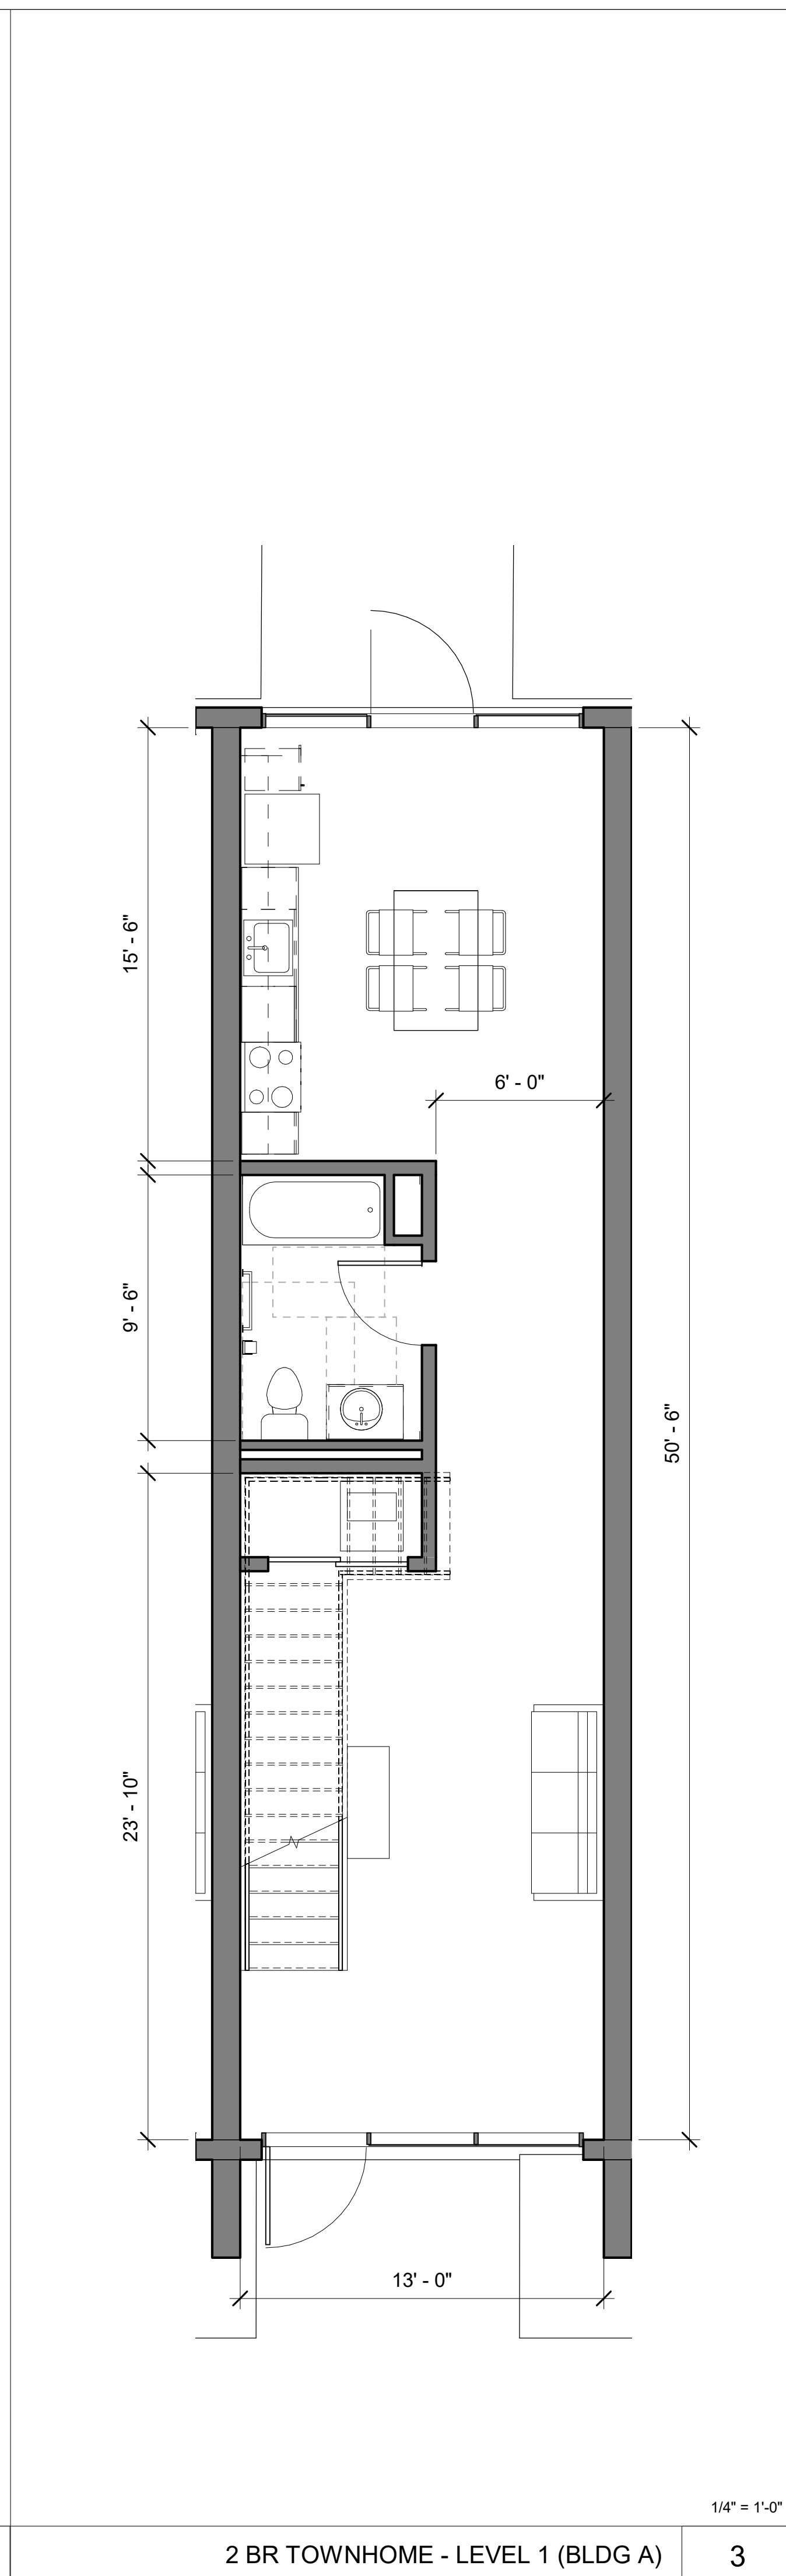 15' - 6"
6' - 0"
9' - 6"
50' - 6"
23' - 10"
13' - 0"
1/4" = 1'-0"
2 BR TOWNHOME - LEVEL 1 (BLDG A)
3